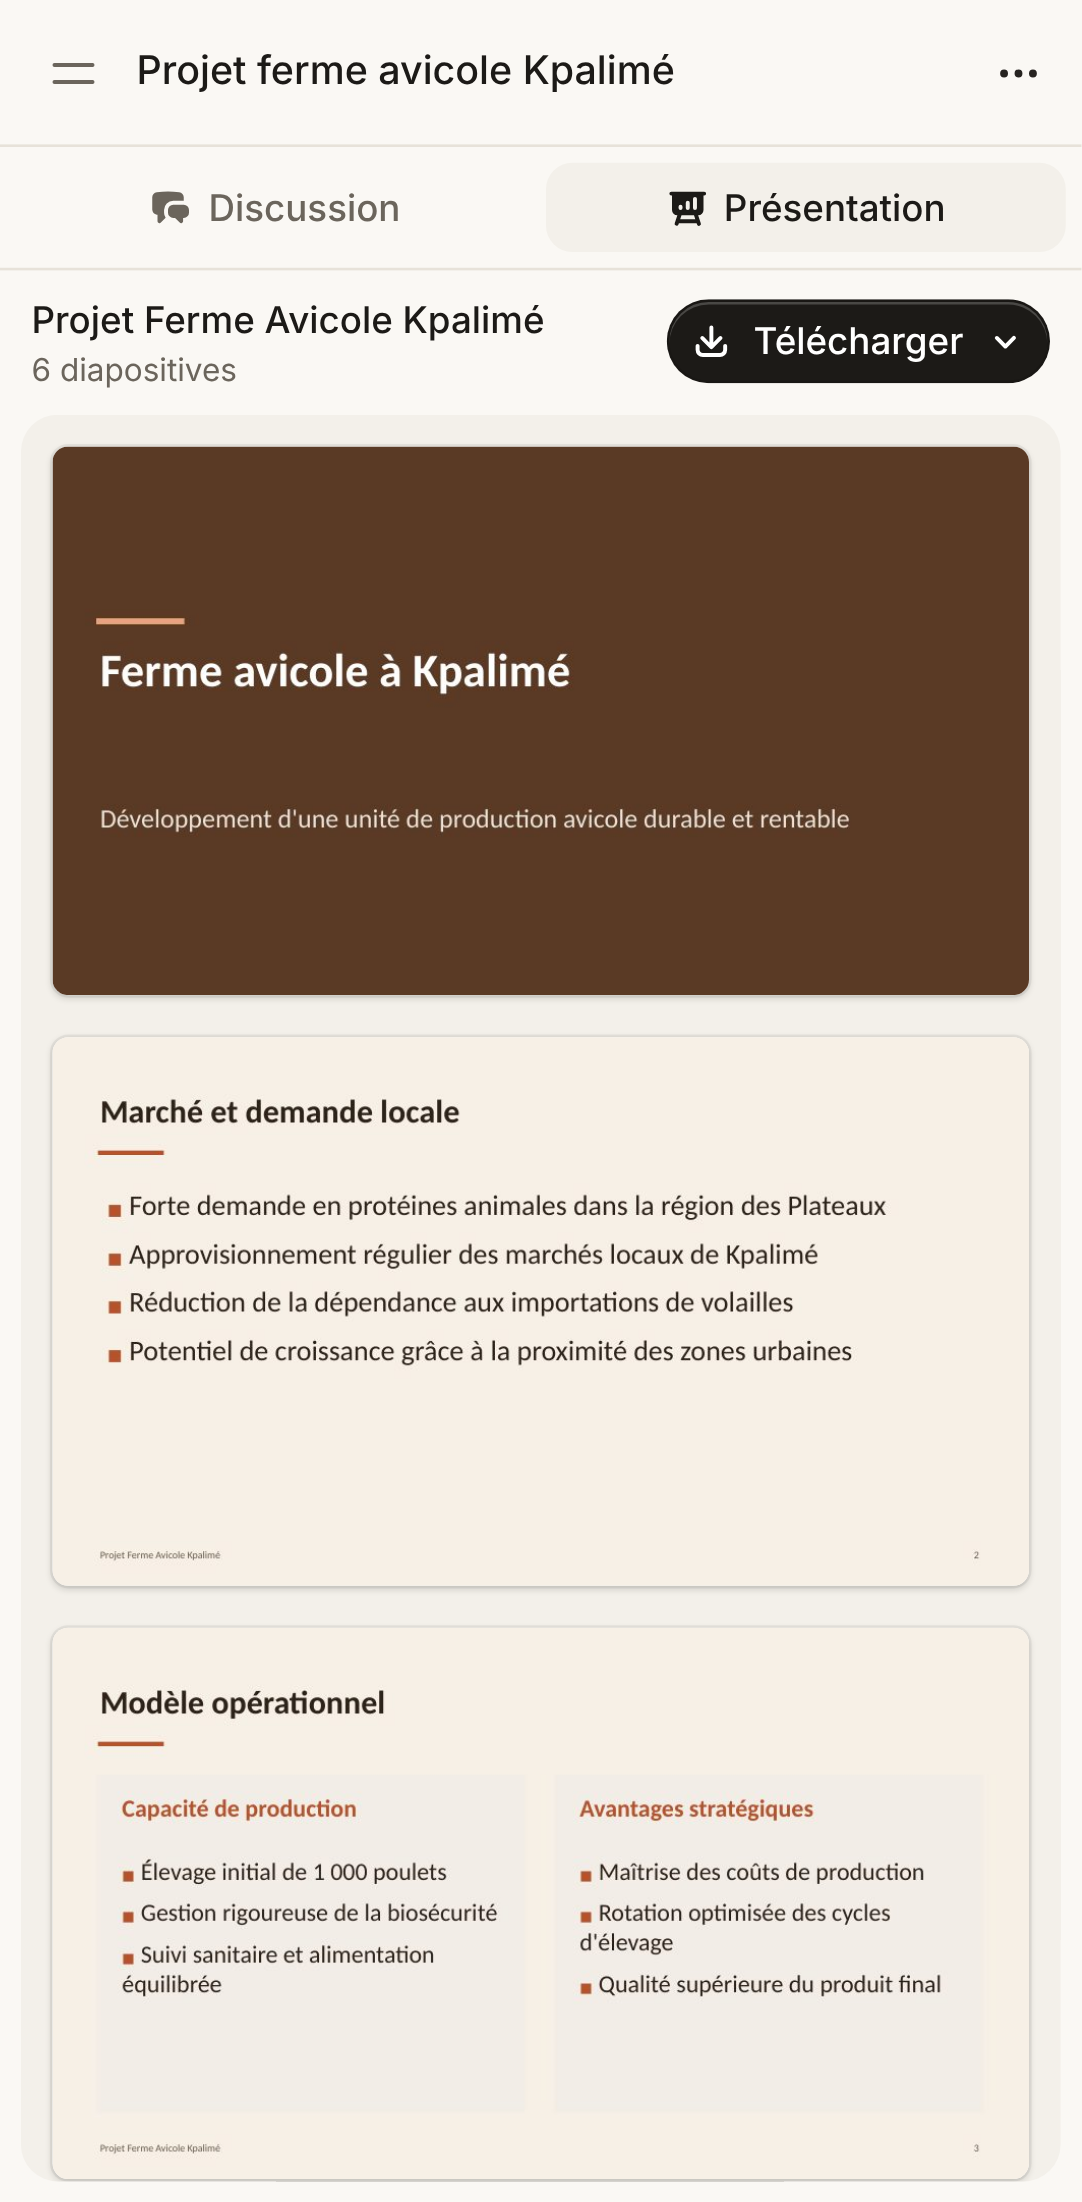 Projet ferme avicole Kpalimé
Discussion
Présentation
Projet Ferme Avicole Kpalimé
6 diapositives
Télécharger
Ferme avicole à Kpalimé
Développement d'une unité de production avicole durable et rentable
Marché et demande locale
Forte demande en protéines animales dans la région des Plateaux
Approvisionnement régulier des marchés locaux de Kpalimé
Réduction de la dépendance aux importations de volailles
Potentiel de croissance grâce à la proximité des zones urbaines
Projet Ferme Avicole Kpalimé
2
Modèle opérationnel
Capacité de production
Élevage initial de 1 000 poulets
Gestion rigoureuse de la biosécurité
Suivi sanitaire et alimentation
équilibrée
Avantages stratégiques
Maîtrise des coûts de production
Rotation optimisée des cycles
d'élevage
Qualité supérieure du produit final
Projet Ferme Avicole Kpalimé
3